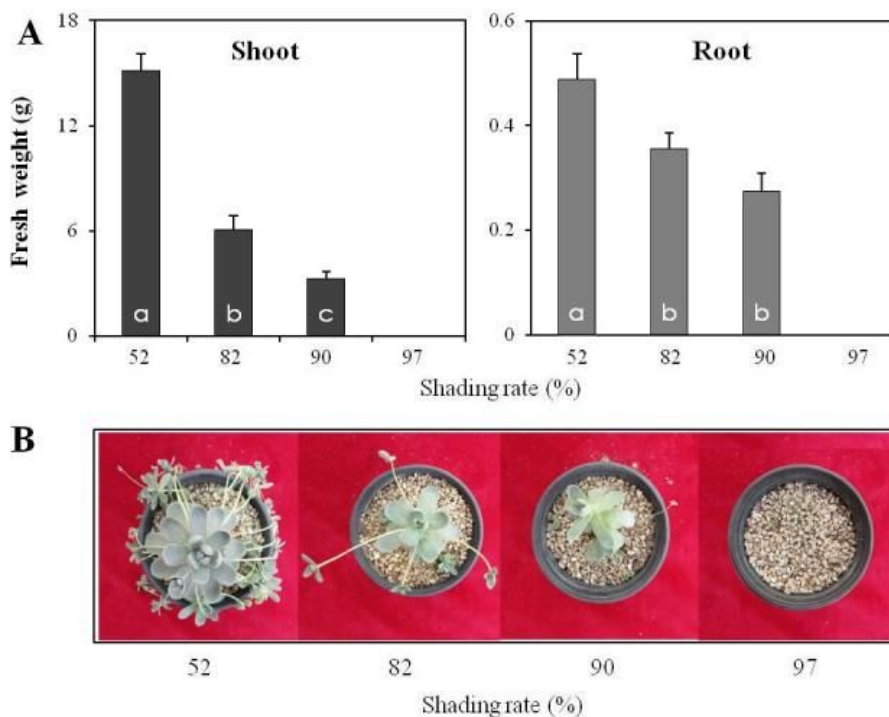 A
Shoot
Fresh weight (g)
18
12
6
0
a
b
c
52 82 90 97
Root
0.6
0.4
0.2
0
a
b
b
52 82 90 97
Shading rate (%)
B
52 82 90 97
Shading rate (%)